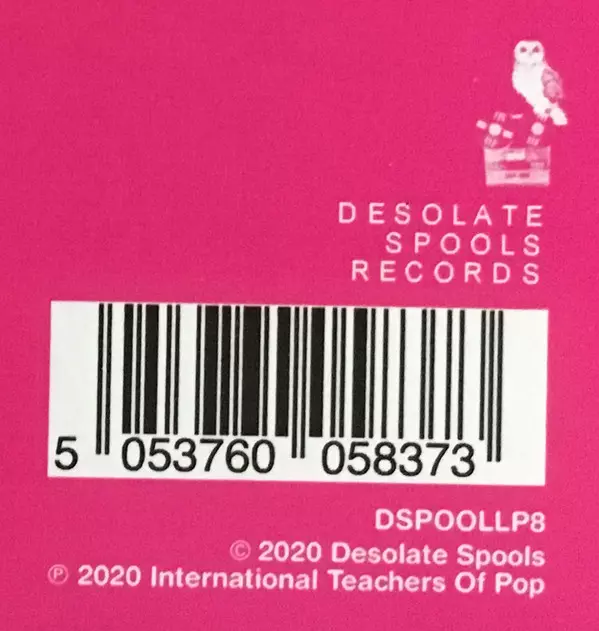 DESOLATE
SPOOLS
RECORDS
5 053760 058373
DSPOOLLP8
© 2020 Desolate Spools
℗ 2020 International Teachers Of Pop